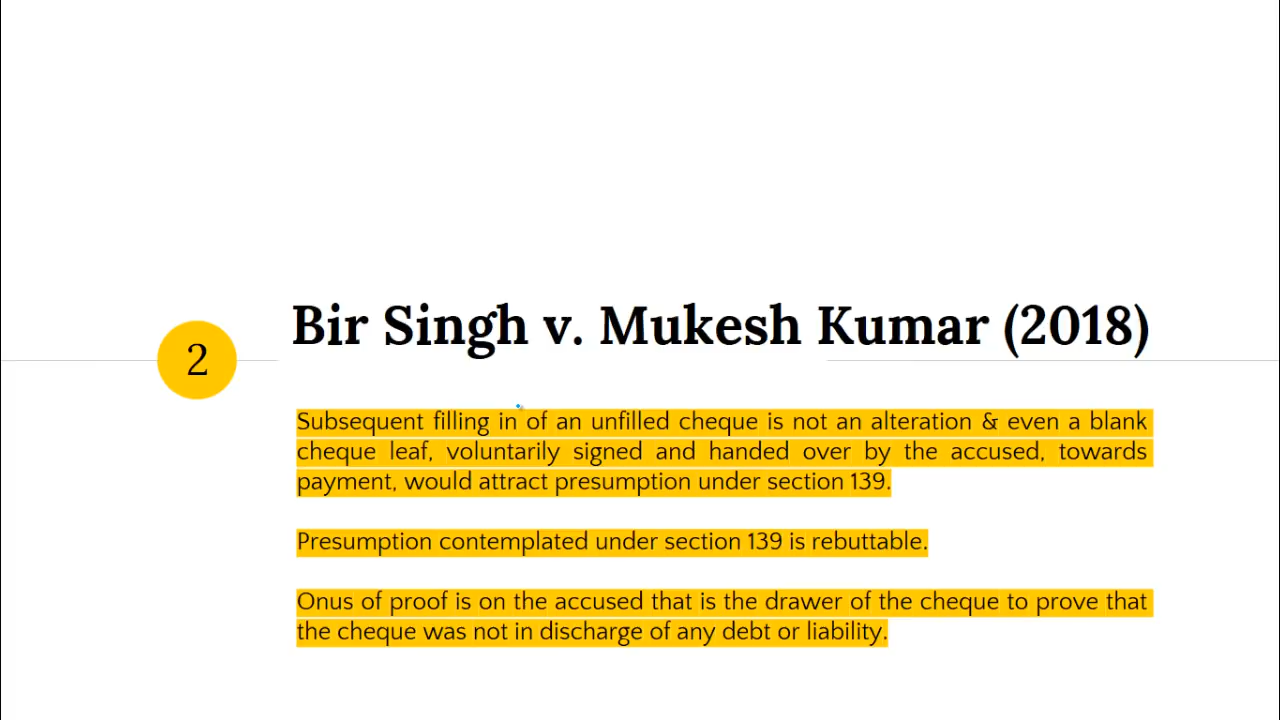 2
Bir Singh v. Mukesh Kumar (2018)
Subsequent filling in of an unfilled cheque is not an alteration & even a blank
cheque leaf, voluntarily signed and handed over by the accused, towards
payment, would attract presumption under section 139.
Presumption contemplated under section 139 is rebuttable.
Onus of proof is on the accused that is the drawer of the cheque to prove that
the cheque was not in discharge of any debt or liability.